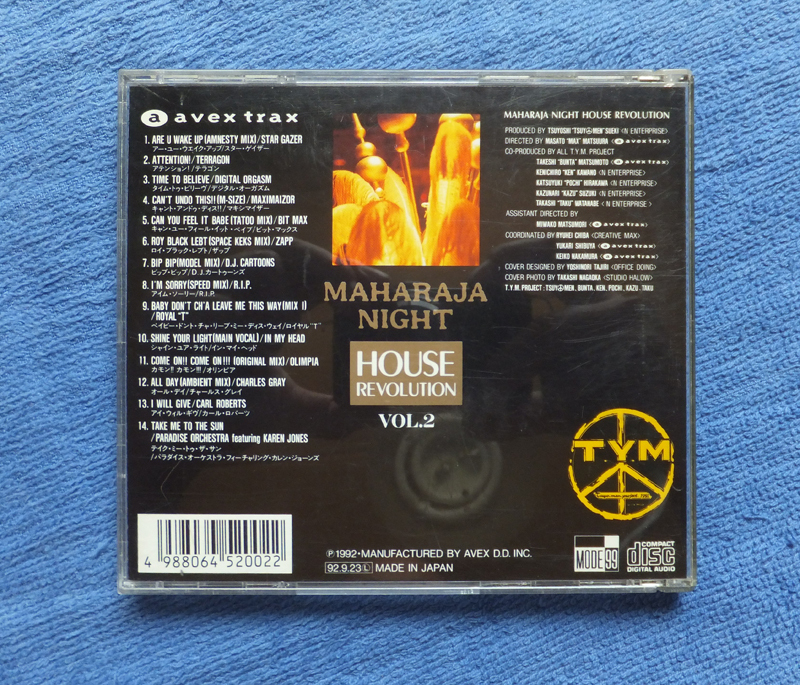 a avex trax
1. ARE U WAKE UP (AMNESTY MIX)/STAR GAZER
アー・ユー・ウエイク・アップ/スター・ゲイザー
2. ATTENTION!/TERRAGON
アテンション!/テラゴン
3. TIME TO BELIEVE/DIGITAL ORGASM
タイム・トゥ・ビリーヴ/デジタル・オーガズム
4. CAN'T UNDO THIS!!(M-SIZE)/MAXIMAIZOR
キャント・アンドゥ・ディス!!/マキシマイザー
5. CAN YOU FEEL IT BABE(TATOO MIX)/BIT MAX
キャン・ユー・フィール・イット・ベイブ/ビット・マックス
6. ROY BLACK LEBT(SPACE KEKS MIX)/ZAPP
ロイ・ブラック・レプト/ザップ
7. BIP BIP(MODEL MIX)/D.J. CARTOONS
ビップ・ビップ/D.J.カートゥーンズ
8. I'M SORRY(SPEED MIX)/R.I.P.
アイム・ソーリー/R.I.P.
9. BABY DON'T CH'A LEAVE ME THIS WAY(MIX I)
/ROYAL "T"
ベイビー・ドント・チャ・リーブ・ミー・ディス・ウェイ/ロイヤル"T"
10. SHINE YOUR LIGHT(MAIN VOCAL)/IN MY HEAD
シャイン・ユア・ライト/イン・マイ・ヘッド
11. COME ON!! COME ON!!! (ORIGINAL MIX)/OLIMPIA
カモン!! カモン!!!/オリンピア
12. ALL DAY(AMBIENT MIX)/CHARLES GRAY
オール・デイ/チャールス・グレイ
13. I WILL GIVE/CARL ROBERTS
アイ・ウィル・ギヴ/カール・ロバーツ
14. TAKE ME TO THE SUN
/PARADISE ORCHESTRA featuring KAREN JONES
テイク・ミー・トゥ・ザ・サン
/パラダイス・オーケストラ・フィーチャリング・カレン・ジョーンズ
MAHARAJA
NIGHT
HOUSE
REVOLUTION
VOL.2
MAHARAJA NIGHT HOUSE REVOLUTION
PRODUCED BY TSUYOSHI "TSUY MEN" SUEKI <N ENTERPRISE>
DIRECTED BY MASATO "MAX" MATSUURA <a avex trax>
CO-PRODUCED BY ALL T.Y.M PROJECT
TAKESHI "BUNTA" MATSUMOTO <a avex trax>
KENICHIRO "KEN" KAWANO <N ENTERPRISE>
KATSUYUKI "POCHI" HIRAKAWA <N ENTERPRISE>
KAZUNARI "KAZU" SUZUKI <N ENTERPRISE>
TAKASHI "TAKU" WATANABE <N ENTERPRISE>
ASSISTANT DIRECTED BY
MIWAKO MATSUMORI <a avex trax>
COORDINATED BY RYUHEI CHIDA <CREATIVE MAX>
YUKARI SHIBUYA <a avex trax>
KEIKO NAKAMURA <a avex trax>
COVER DESIGNED BY YOSHINORI TAJIRI <OFFICE DOING>
COVER PHOTO BY TAKASHI NAGAOKA <STUDIO HALOW>
T.Y.M. PROJECT : TSUY MEN, BUNTA, KEN, POCHI, KAZU, TAKU
T.Y.M
4 988064 520022
Ⓟ1992・MANUFACTURED BY AVEX D.D. INC.
92.9.23 L MADE IN JAPAN
MODE 99
COMPACT
disc
DIGITAL AUDIO